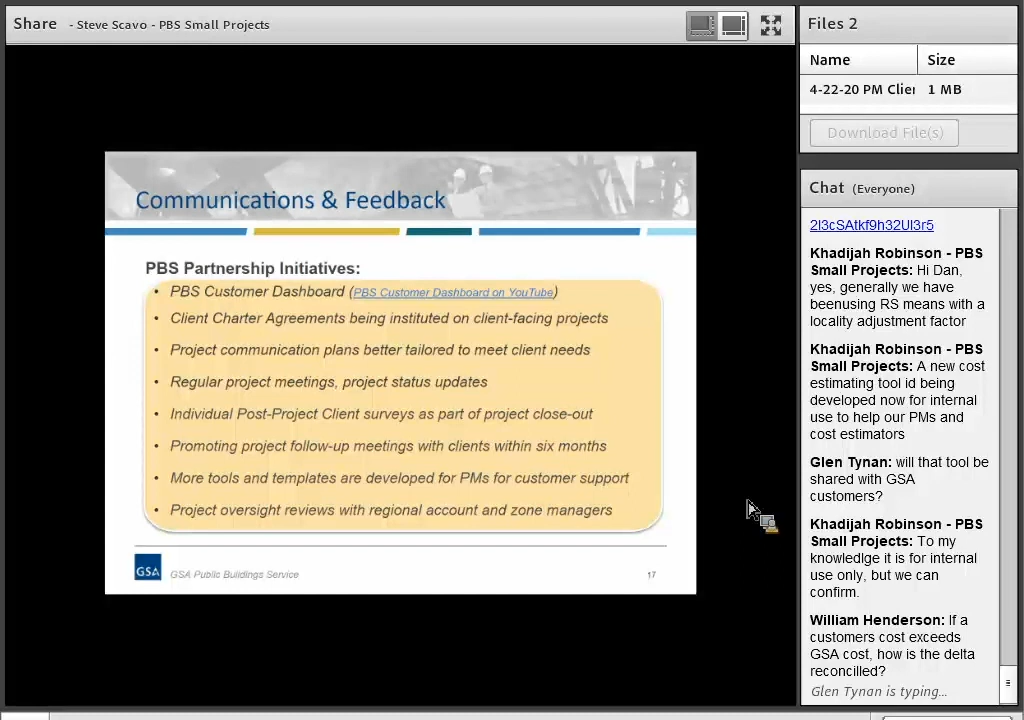 Share - Steve Scavo - PBS Small Projects
Communications & Feedback
PBS Partnership Initiatives:
• PBS Customer Dashboard (PBS Customer Dashboard on YouTube)
• Client Charter Agreements being instituted on client-facing projects
• Project communication plans better tailored to meet client needs
• Regular project meetings, project status updates
• Individual Post-Project Client surveys as part of project close-out
• Promoting project follow-up meetings with clients within six months
• More tools and templates are developed for PMs for customer support
• Project oversight reviews with regional account and zone managers
GSA
GSA Public Buildings Service
17
Files 2
Name Size
4-22-20 PM Clie 1 MB
Download File(s)
Chat (Everyone)
2l3cSAtkf9h32Ul3r5
Khadijah Robinson - PBS
Small Projects: Hi Dan,
yes, generally we have
beenusing RS means with a
locality adjustment factor
Khadijah Robinson - PBS
Small Projects: A new cost
estimating tool id being
developed now for internal
use to help our PMs and
cost estimators
Glen Tynan: will that tool be
shared with GSA
customers?
Khadijah Robinson - PBS
Small Projects: To my
knowledlge it is for internal
use only, but we can
confirm.
William Henderson: If a
customers cost exceeds
GSA cost, how is the delta
reconcilled?
Glen Tynan is typing...